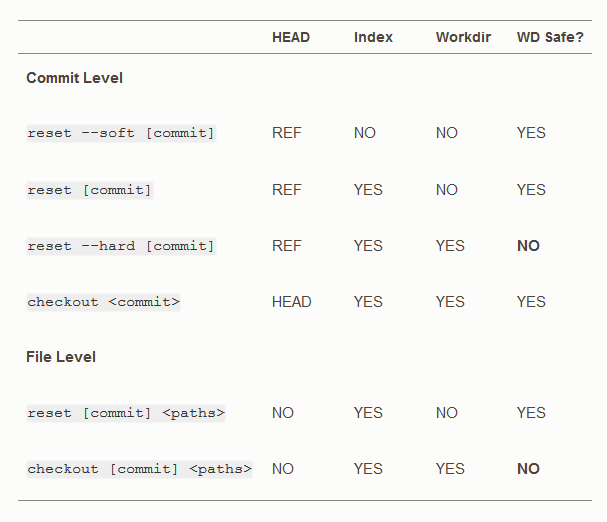 HEAD Index Workdir WD Safe?
Commit Level
reset --soft [commit] REF NO NO YES
reset [commit] REF YES NO YES
reset --hard [commit] REF YES YES NO
checkout <commit> HEAD YES YES YES
File Level
reset [commit] <paths> NO YES NO YES
checkout [commit] <paths> NO YES YES NO